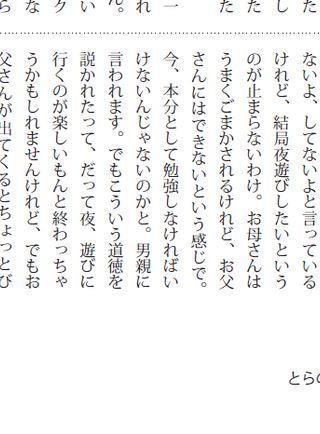 た
し
た
た
一
れ
ん。
い
ク
な
ら
ないよ、してないよと言っている
けれど、結局夜遊びしたいという
のが止まらないわけ。お母さんは
うまくごまかされるけれど、お父
さんにはできないという感じで。
今、本分として勉強しなければい
けないんじゃないのかと。男親に
言われます。でもこういう道徳を
説かれたって、だって夜、遊びに
行くのが楽しいもんと終わっちゃ
うかもしれませんけれど、でもお
父さんが出てくるとちょっとび
とらの